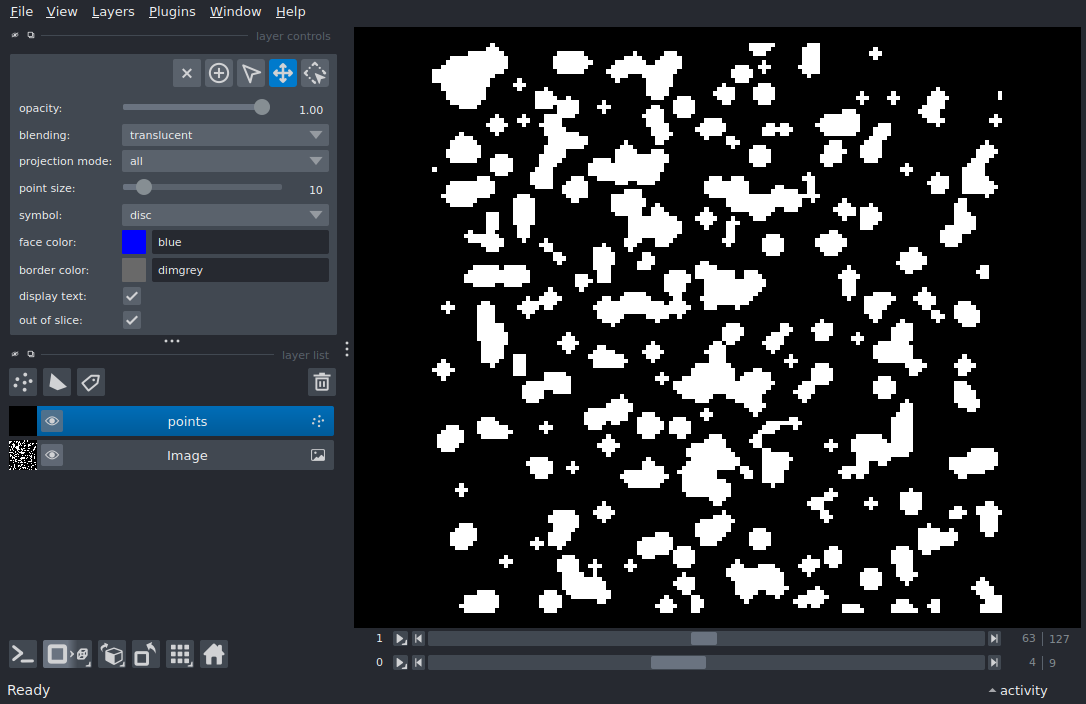 File View Layers Plugins Window Help
layer controls
opacity: 1.00
blending: translucent
projection mode: all
point size: 10
symbol: disc
face color: blue
border color: dimgrey
display text:
out of slice:
layer list
points
Image
1 63 127
0 4 9
Ready activity